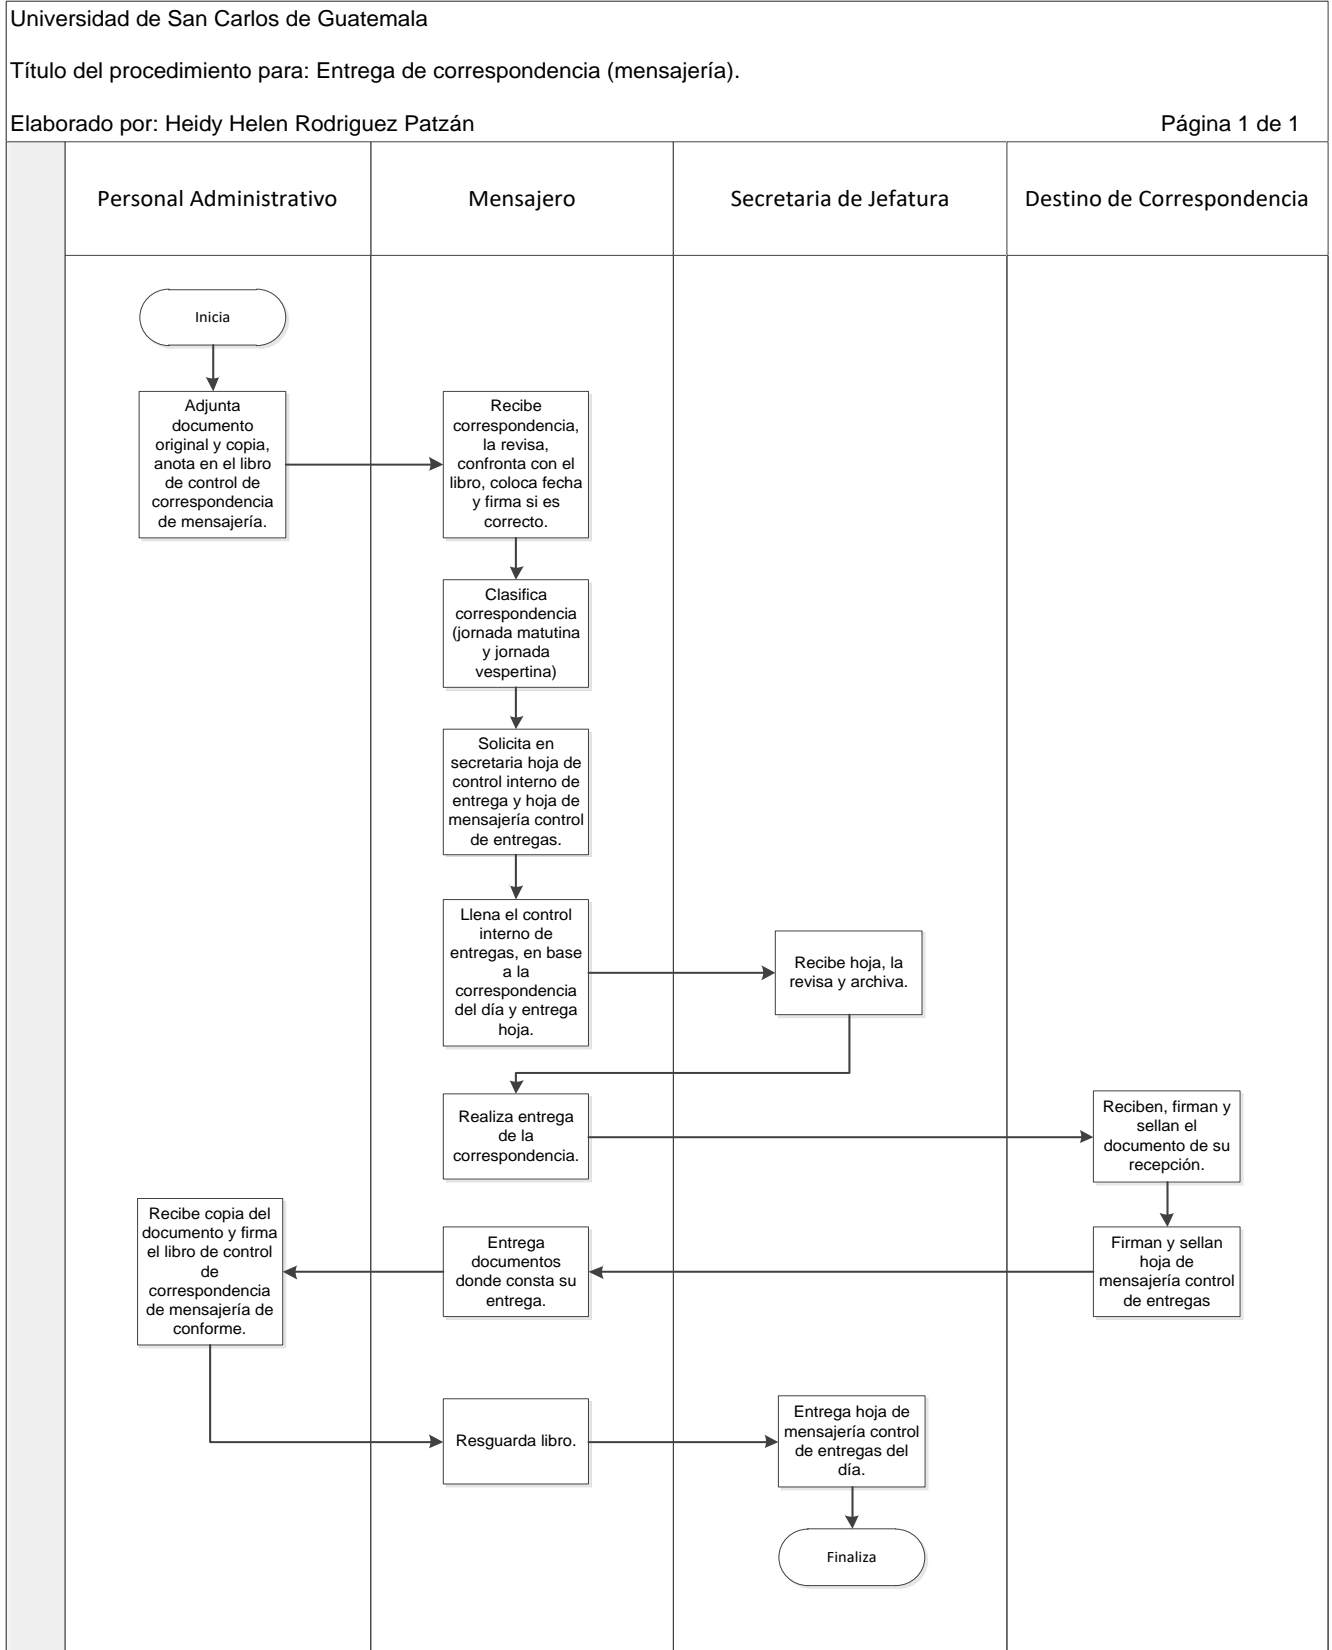 Universidad de San Carlos de Guatemala
Título del procedimiento para: Entrega de correspondencia (mensajería).
Elaborado por: Heidy Helen Rodriguez Patzán
Página 1 de 1
Personal Administrativo
Mensajero
Secretaria de Jefatura
Destino de Correspondencia
Inicia
Adjunta
documento
original y copia,
anota en el libro
de control de
correspondencia
de mensajería.
Recibe
correspondencia,
la revisa,
confronta con el
libro, coloca fecha
y firma si es
correcto.
Clasifica
correspondencia
(jornada matutina
y jornada
vespertina)
Solicita en
secretaria hoja de
control interno de
entrega y hoja de
mensajería control
de entregas.
Llena el control
interno de
entregas, en base
a la
correspondencia
del día y entrega
hoja.
Recibe hoja, la
revisa y archiva.
Realiza entrega
de la
correspondencia.
Reciben, firman y
sellan el
documento de su
recepción.
Firman y sellan
hoja de
mensajería control
de entregas
Entrega
documentos
donde consta su
entrega.
Recibe copia del
documento y firma
el libro de control
de
correspondencia
de mensajería de
conforme.
Resguarda libro.
Entrega hoja de
mensajería control
de entregas del
día.
Finaliza